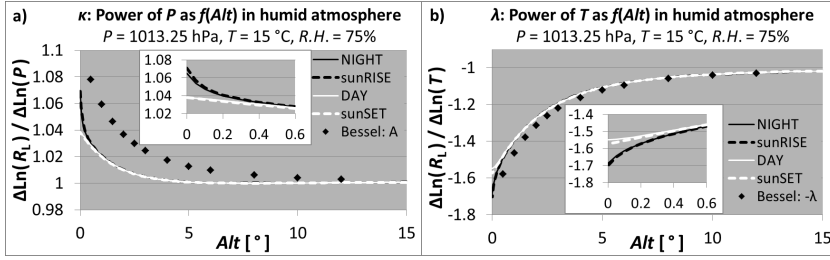 a) κ: Power of P as f(Alt) in humid atmosphere
P = 1013.25 hPa, T = 15 °C, R.H. = 75%
ΔLn(R_L) / ΔLn(P)
1.1
1.08
1.06
1.04
1.02
1
0.98
0 5 10 15
Alt [°]
1.08
1.06
1.04
1.02
0 0.2 0.4 0.6
NIGHT
sunRISE
DAY
sunSET
Bessel: A
b) λ: Power of T as f(Alt) in humid atmosphere
P = 1013.25 hPa, T = 15 °C, R.H. = 75%
ΔLn(R_L) / ΔLn(T)
-1
-1.2
-1.4
-1.6
-1.8
0 5 10 15
Alt [°]
-1.4
-1.5
-1.6
-1.7
-1.8
0 0.2 0.4 0.6
NIGHT
sunRISE
DAY
sunSET
Bessel: -λ